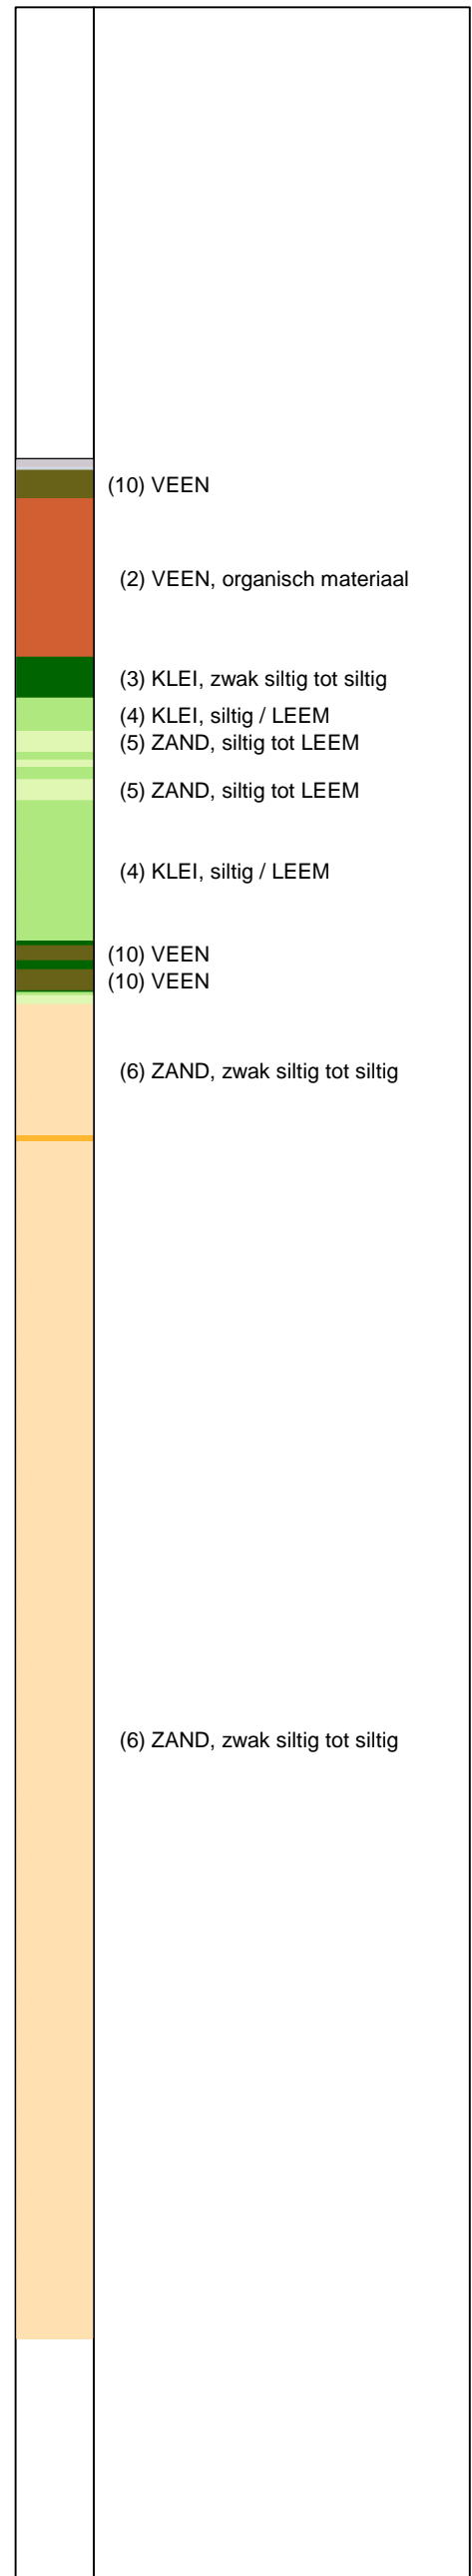 (10) VEEN
(2) VEEN, organisch materiaal
(3) KLEI, zwak siltig tot siltig
(4) KLEI, siltig / LEEM
(5) ZAND, siltig tot LEEM
(5) ZAND, siltig tot LEEM
(4) KLEI, siltig / LEEM
(10) VEEN
(10) VEEN
(6) ZAND, zwak siltig tot siltig
(6) ZAND, zwak siltig tot siltig